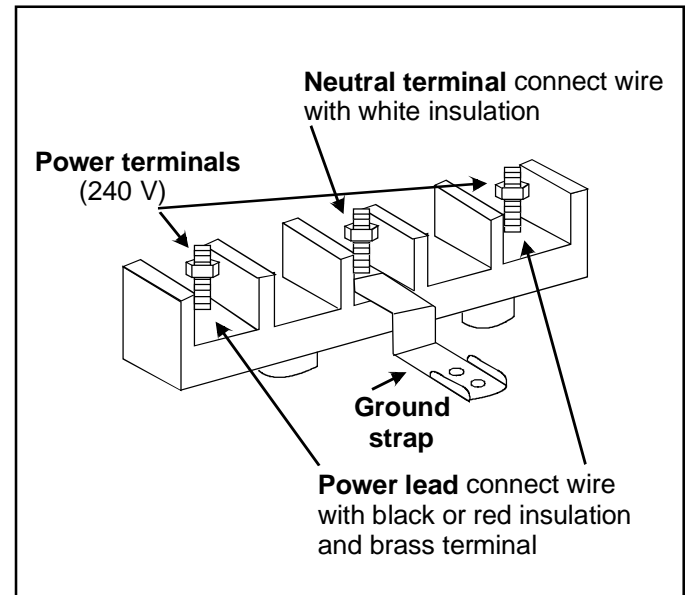 Neutral terminal connect wire
with white insulation
Power terminals
(240 V)
Ground
strap
Power lead connect wire
with black or red insulation
and brass terminal